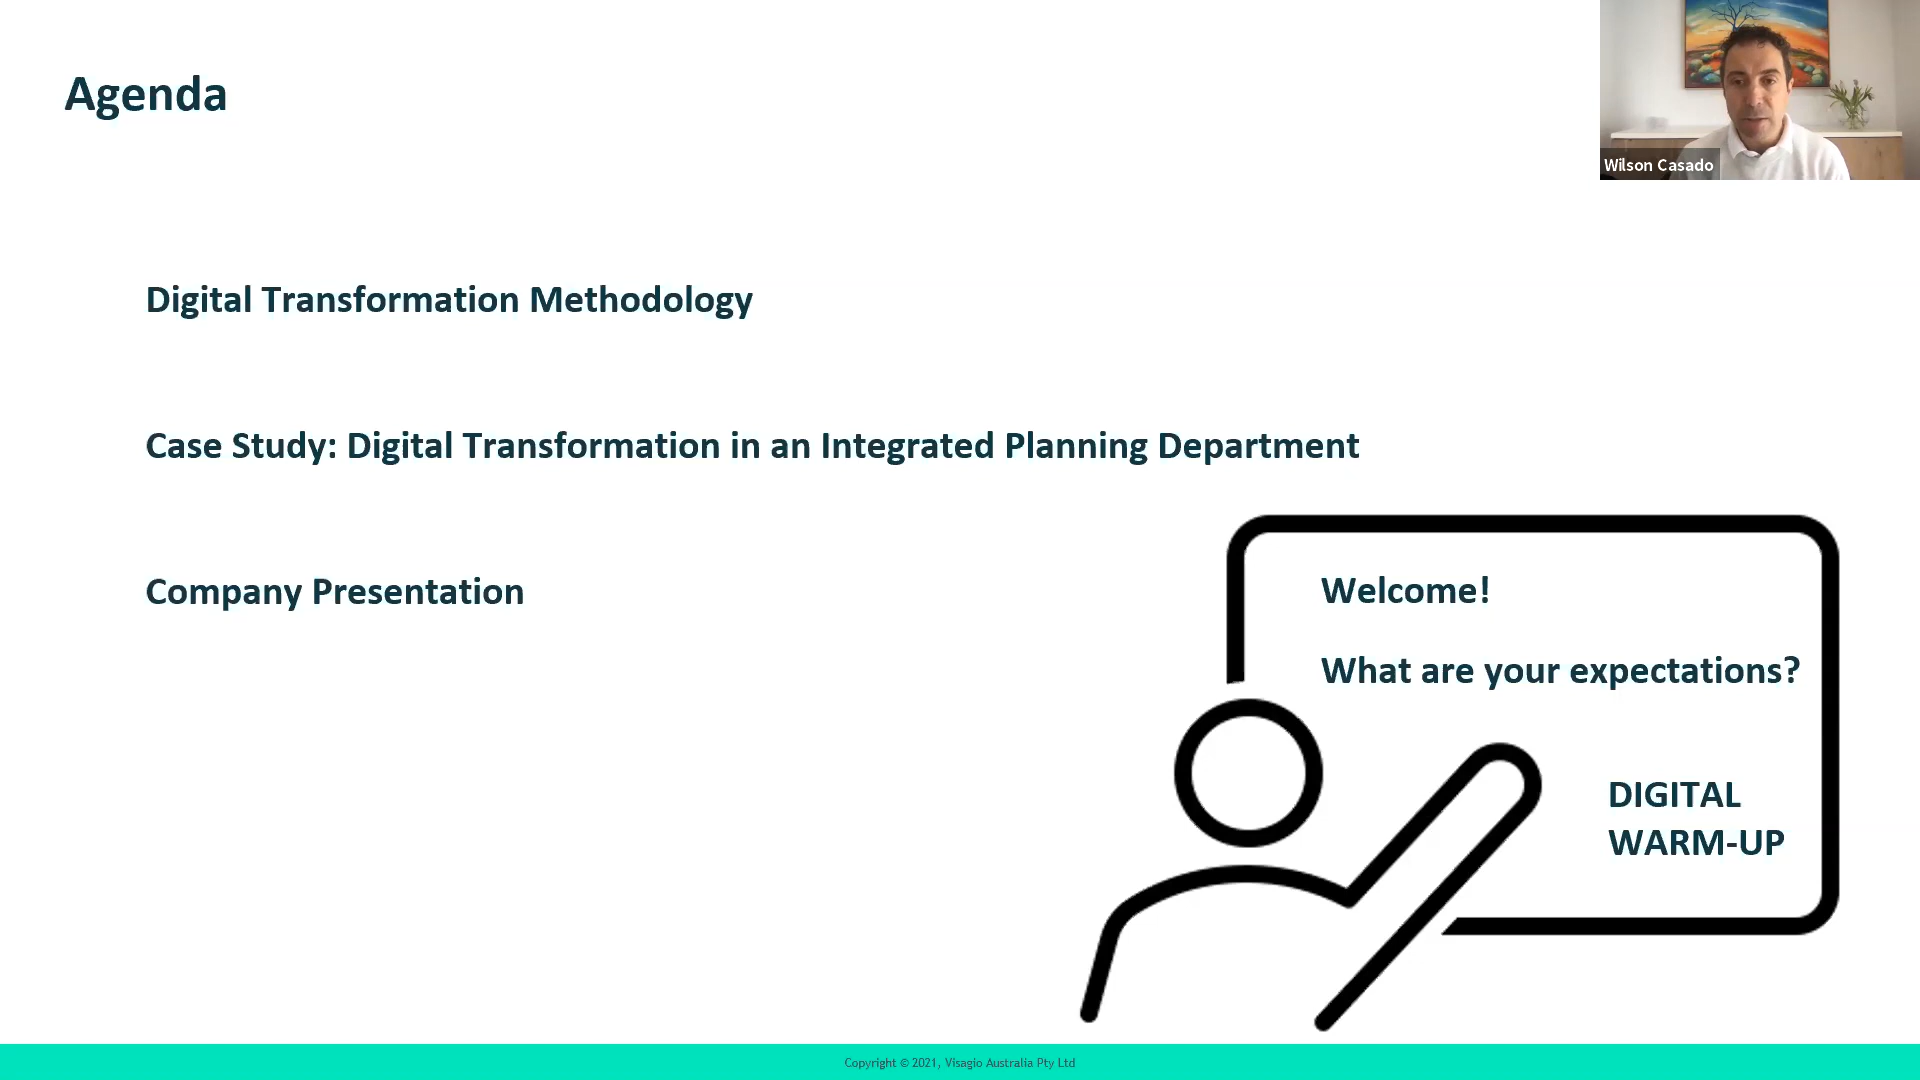 Agenda
Wilson Casado
Digital Transformation Methodology
Case Study: Digital Transformation in an Integrated Planning Department
Company Presentation
Welcome!
What are your expectations?
DIGITAL
WARM-UP
Copyright © 2021, Visagio Australia Pty Ltd